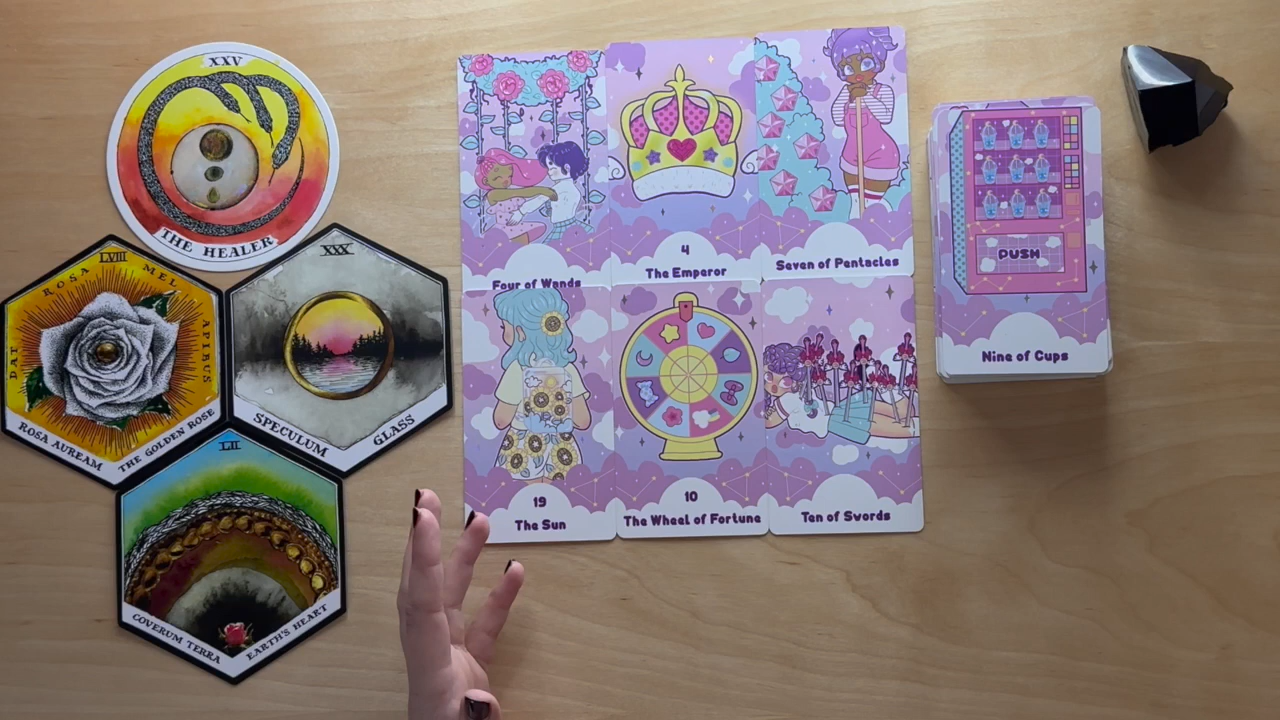 XXV
THE HEALER
LVIII
ROSA MEL
DAT
APIBUS
ROSA AUREAM
THE GOLDEN ROSE
XXX
SPECULUM
GLASS
LII
COVERUM TERRA
EARTH'S HEART
Four of Wands
4
The Emperor
Seven of Pentacles
19
The Sun
10
The Wheel of Fortune
Ten of Swords
PUSH
Nine of Cups